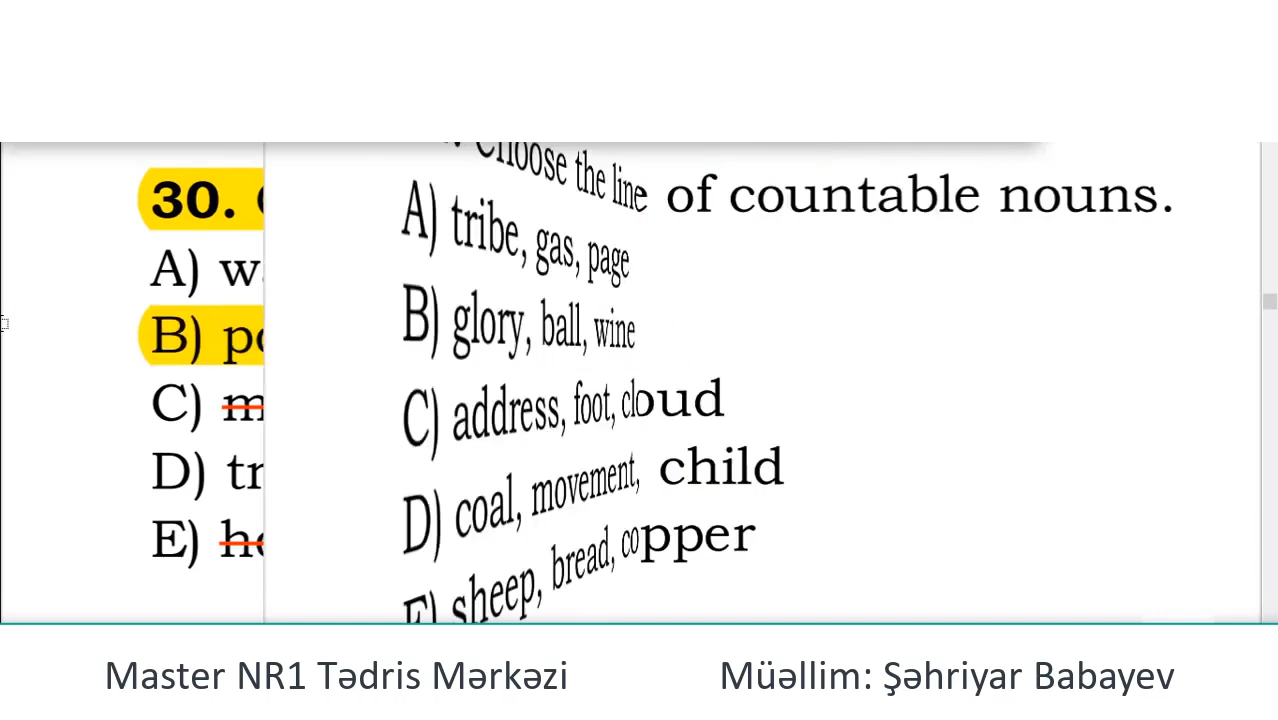 30.
Choose the line of countable nouns.
A)
A) tribe, gas, page
B)
B) glory, ball, wine
C)
C) address, foot, cloud
D)
D) coal, movement, child
E)
E) sheep, bread, copper
Master NR1 Tədris Mərkəzi
Müəllim: Şəhriyar Babayev